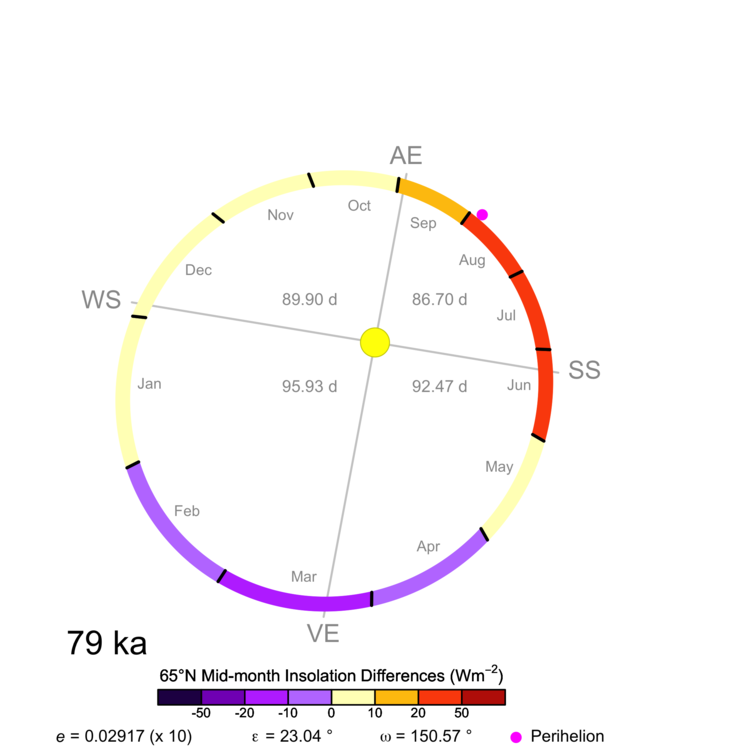 AE
Oct
Nov
Sep
Aug
Dec
WS
89.90 d
86.70 d
Jul
SS
Jan
95.93 d
92.47 d
Jun
May
Feb
Apr
Mar
VE
79 ka
65°N Mid-month Insolation Differences (Wm⁻²)
-50 -20 -10 0 10 20 50
e = 0.02917 (x 10) ε = 23.04 ° ω = 150.57 ° Perihelion